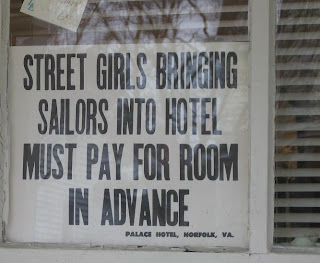 STREET GIRLS BRINGING
SAILORS INTO HOTEL
MUST PAY FOR ROOM
IN ADVANCE
PALACE HOTEL, NORFOLK, VA.